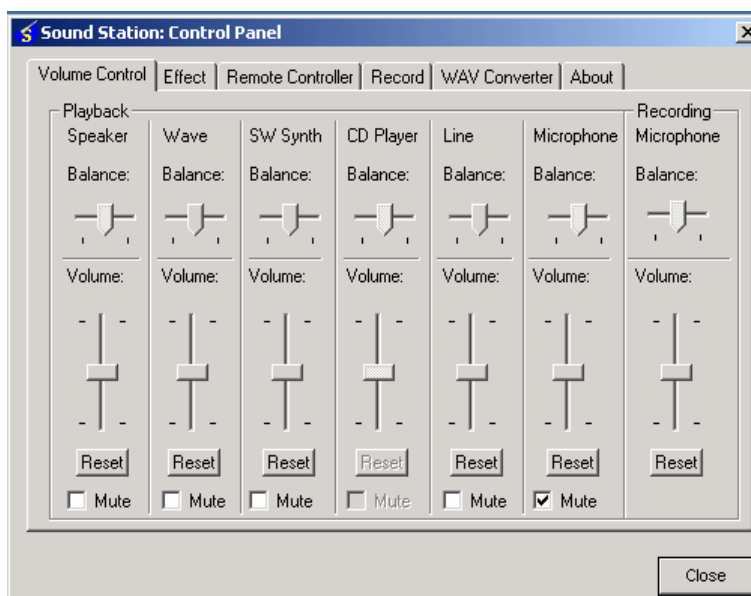 Sound Station: Control Panel
Volume Control Effect Remote Controller Record WAV Converter About
Playback Recording
Speaker Wave SW Synth CD Player Line Microphone Microphone
Balance: Balance: Balance: Balance: Balance: Balance: Balance:
Volume: Volume: Volume: Volume: Volume: Volume: Volume:
Reset Reset Reset Reset Reset Reset Reset
Mute Mute Mute Mute Mute Mute
Close